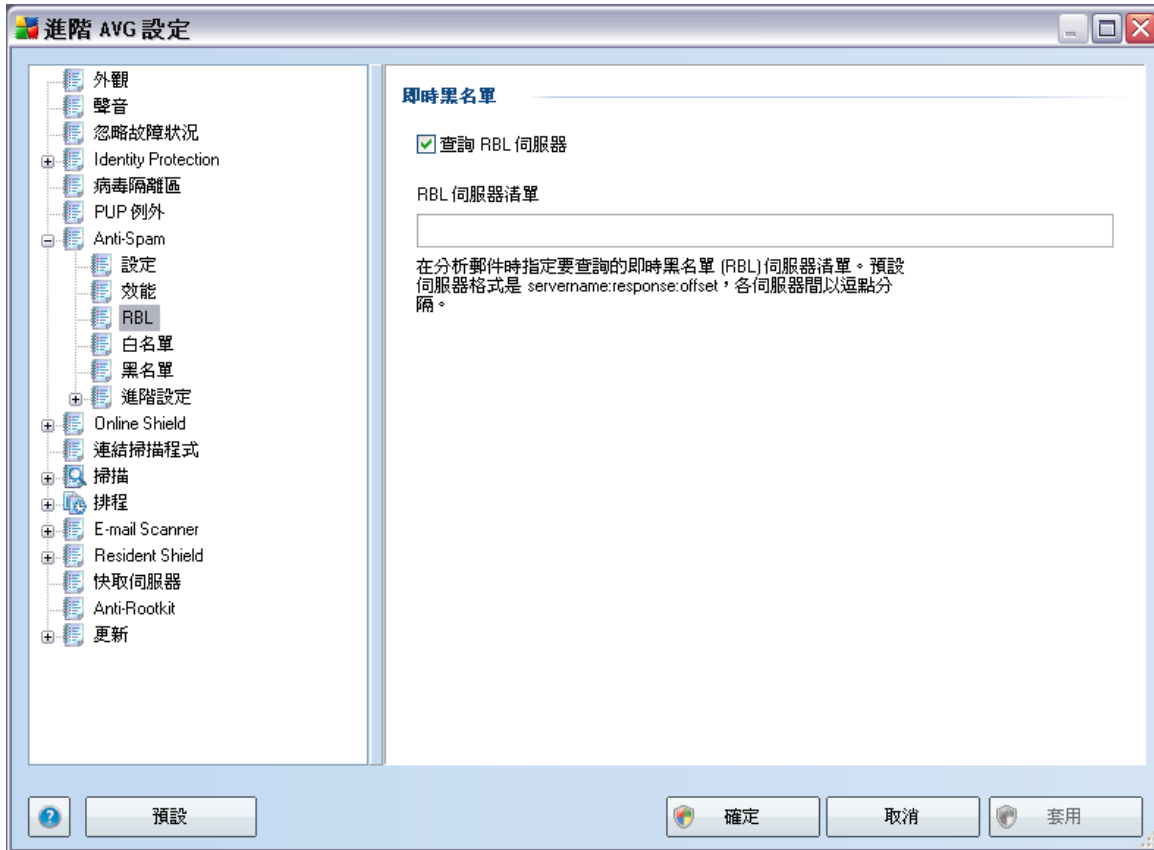 進階 AVG 設定
外觀
聲音
忽略故障狀況
Identity Protection
病毒隔離區
PUP 例外
Anti-Spam
設定
效能
RBL
白名單
黑名單
進階設定
Online Shield
連結掃描程式
掃描
排程
E-mail Scanner
Resident Shield
快取伺服器
Anti-Rootkit
更新
即時黑名單
查詢 RBL 伺服器
RBL 伺服器清單
在分析郵件時指定要查詢的即時黑名單 (RBL) 伺服器清單。預設
伺服器格式是 servername:response:offset,各伺服器間以逗點分
隔。
預設
確定
取消
套用